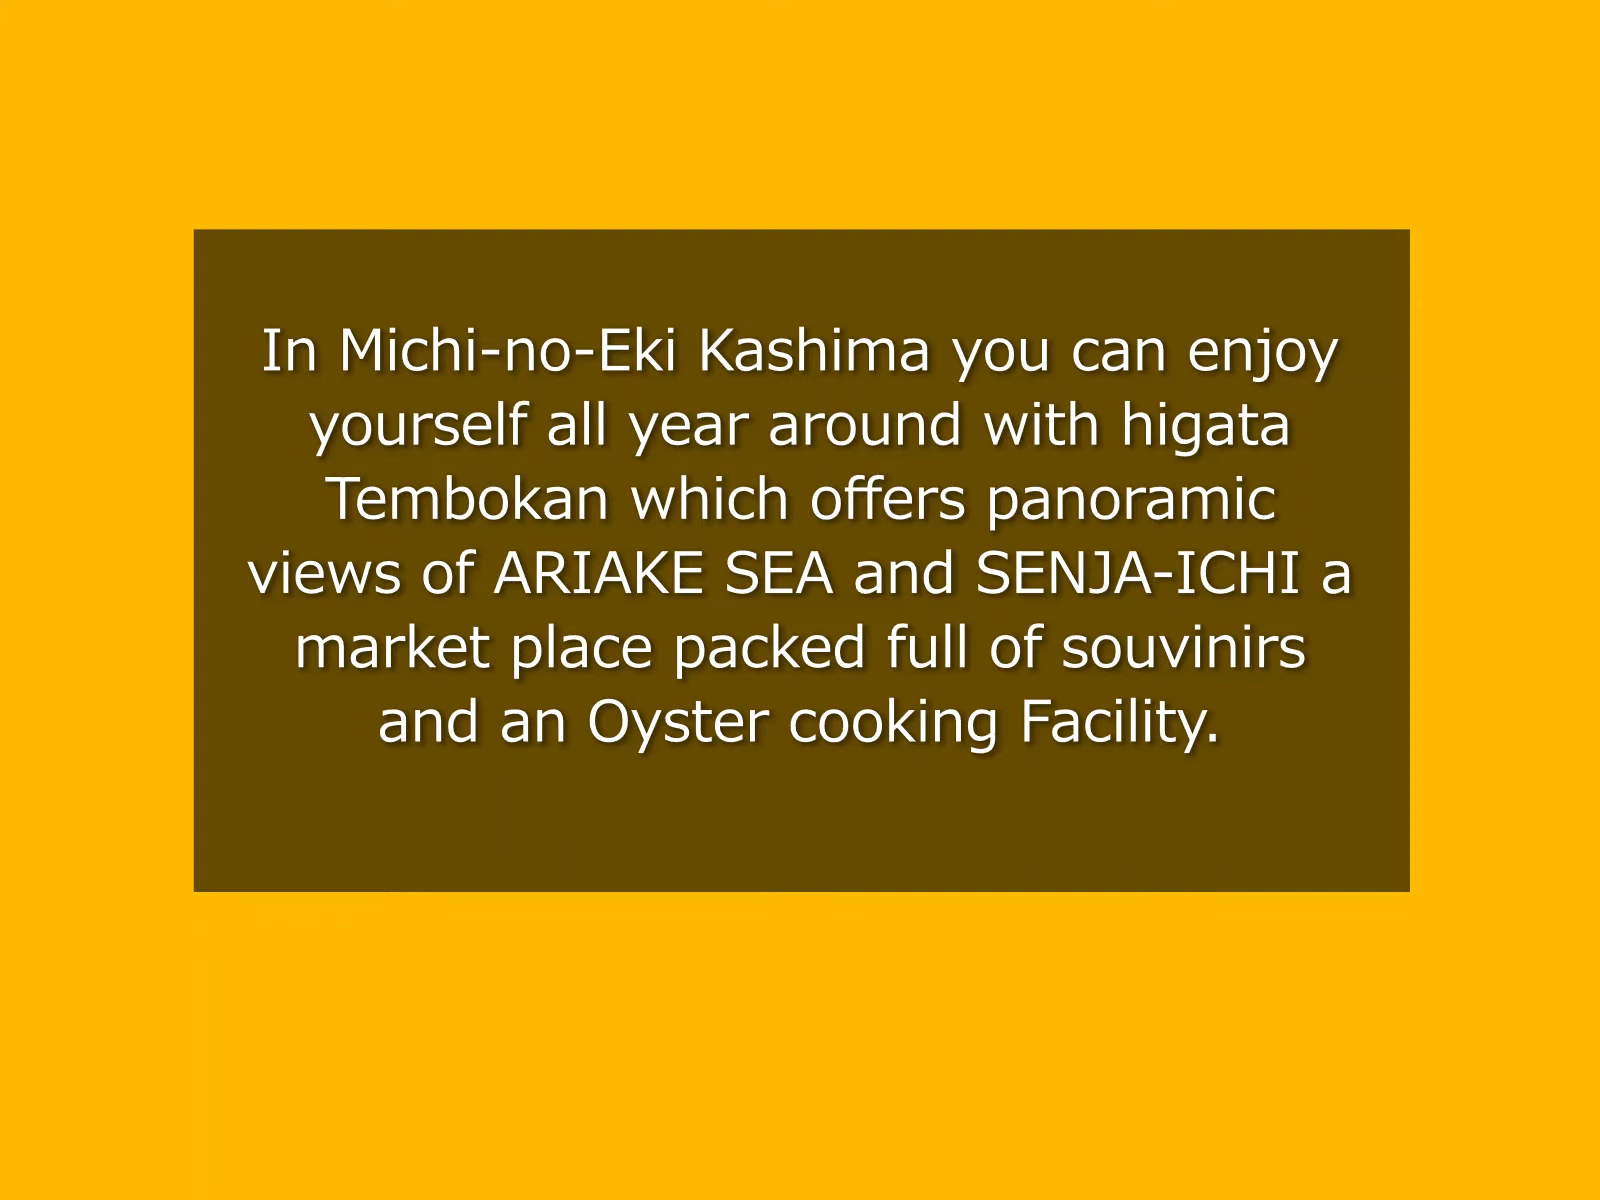 In Michi-no-Eki Kashima you can enjoy
yourself all year around with higata
Tembokan which offers panoramic
views of ARIAKE SEA and SENJA-ICHI a
market place packed full of souvinirs
and an Oyster cooking Facility.